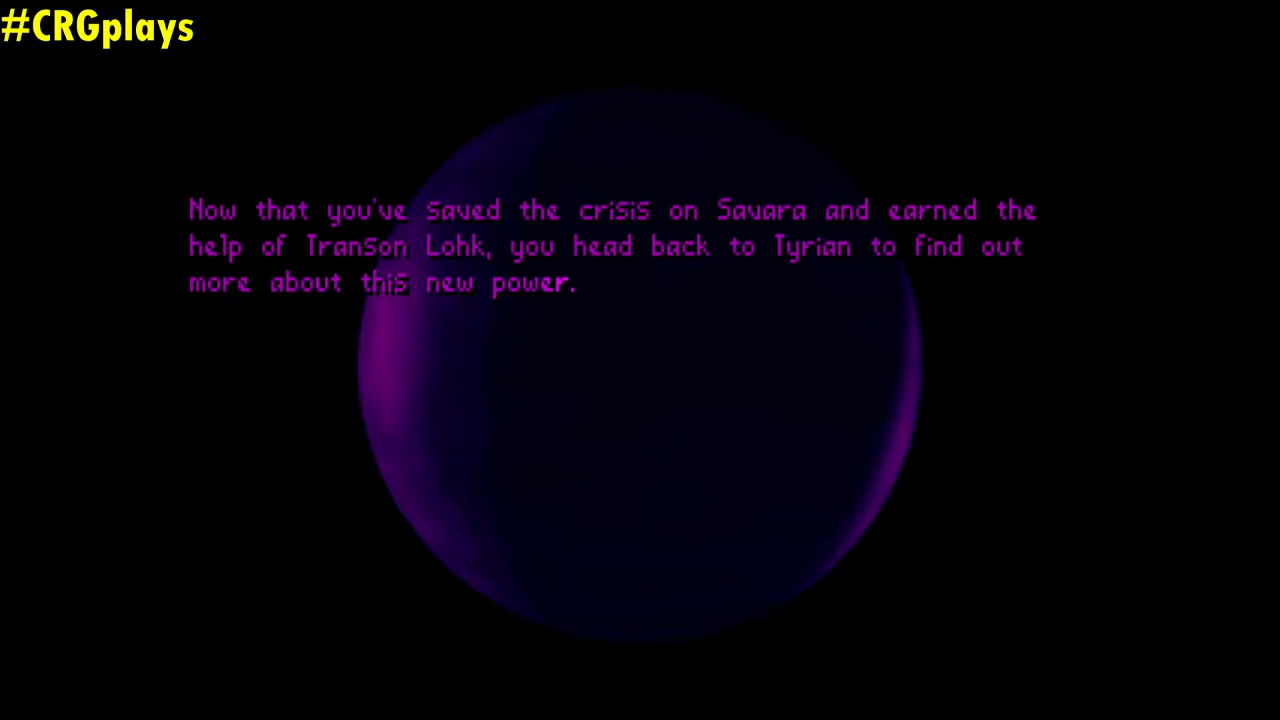 #CRGplays
Now that you've saved the crisis on Savara and earned the
help of Transon Lohk, you head back to Tyrian to find out
more about this new power.